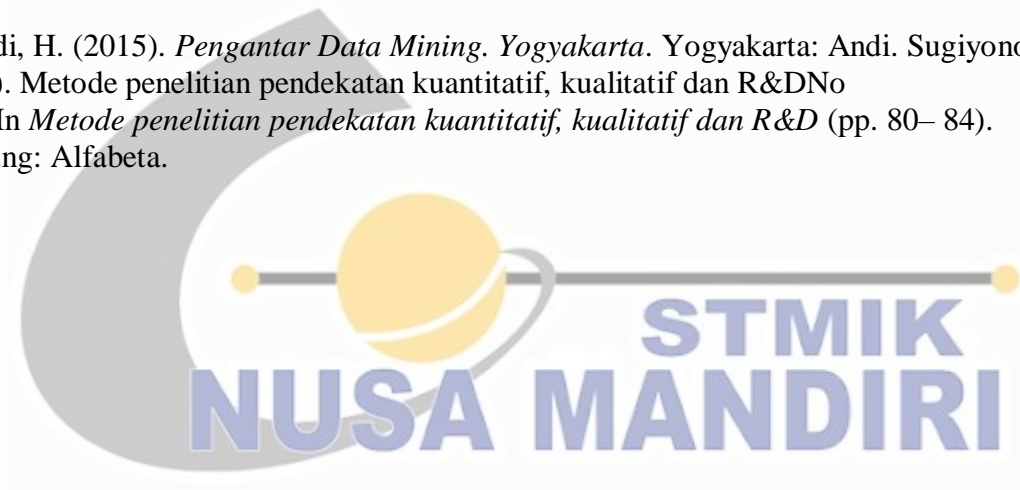 di, H. (2015). Pengantar Data Mining. Yogyakarta. Yogyakarta: Andi. Sugiyono
). Metode penelitian pendekatan kuantitatif, kualitatif dan R&DNo
In Metode penelitian pendekatan kuantitatif, kualitatif dan R&D (pp. 80– 84).
ng: Alfabeta.
STMIK
NUSA MANDIRI